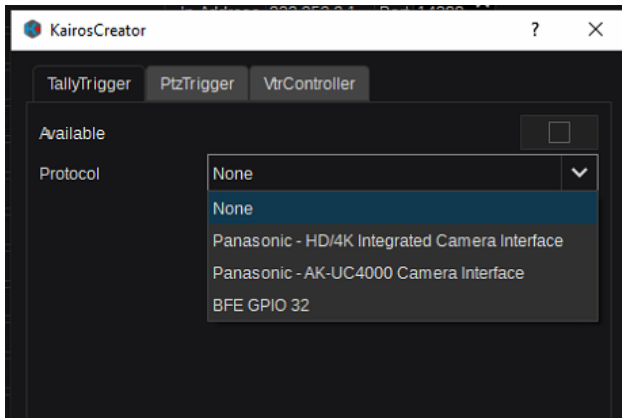 KairosCreator ? ×
TallyTrigger PtzTrigger VtrController
Available
Protocol None
None
Panasonic - HD/4K Integrated Camera Interface
Panasonic - AK-UC4000 Camera Interface
BFE GPIO 32